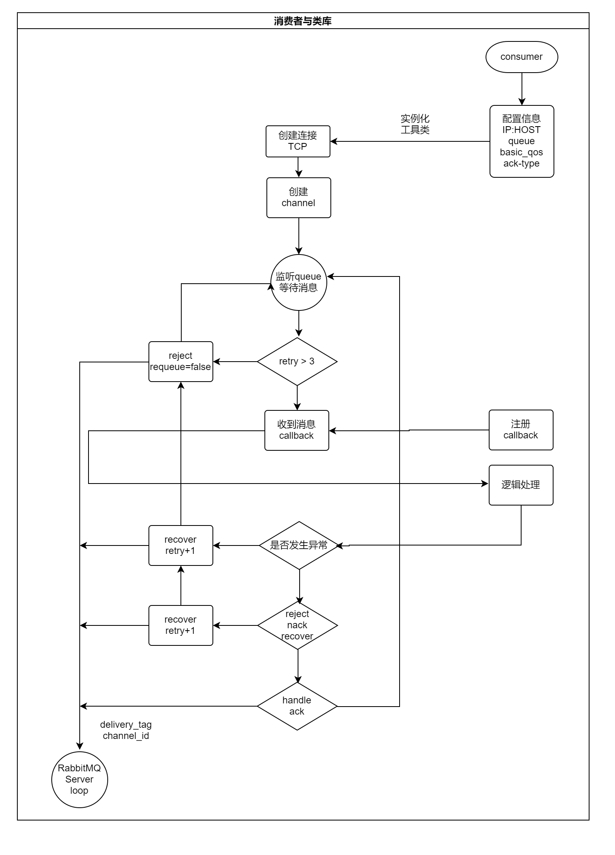 消费者与类库
consumer
配置信息
IP:HOST
queue
basic_qos
ack-type
实例化
工具类
创建连接
TCP
创建
channel
监听queue
等待消息
reject
requeue=false
retry > 3
收到消息
callback
注册
callback
逻辑处理
recover
retry+1
是否发生异常
recover
retry+1
reject
nack
recover
handle
ack
delivery_tag
channel_id
RabbitMQ
Server
loop